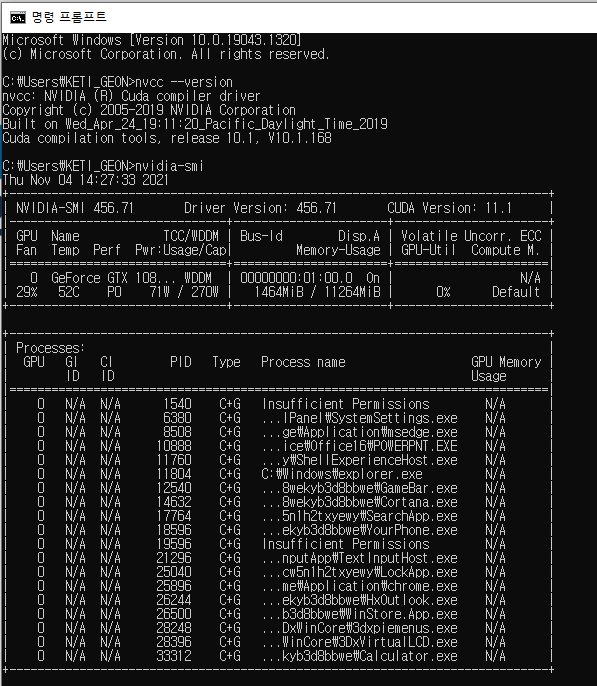 명령 프롬프트
Microsoft Windows [Version 10.0.19043.1320]
(c) Microsoft Corporation. All rights reserved.
C:₩Users₩KETI_GEON>nvcc --version
nvcc: NVIDIA (R) Cuda compiler driver
Copyright (c) 2005-2019 NVIDIA Corporation
Built on Wed_Apr_24_19:11:20_Pacific_Daylight_Time_2019
Cuda compilation tools, release 10.1, V10.1.168
C:₩Users₩KETI_GEON>nvidia-smi
Thu Nov 04 14:27:33 2021
NVIDIA-SMI 456.71 Driver Version: 456.71 CUDA Version: 11.1
GPU Name TCC/WDDM | Bus-Id Disp.A | Volatile Uncorr. ECC
Fan Temp Perf Pwr:Usage/Cap| Memory-Usage | GPU-Util Compute M.
0 GeForce GTX 108... WDDM | 00000000:01:00.0 On | N/A
29% 52C P0 71W / 270W | 1464MiB / 11264MiB | 0% Default
Processes:
GPU GI CI PID Type Process name GPU Memory
ID ID Usage
0 N/A N/A 1540 C+G Insufficient Permissions N/A
0 N/A N/A 6380 C+G ...lPanel₩SystemSettings.exe N/A
0 N/A N/A 8508 C+G ...ge₩Application₩msedge.exe N/A
0 N/A N/A 10888 C+G ...ice₩Office16₩POWERPNT.EXE N/A
0 N/A N/A 11760 C+G ...y₩ShellExperienceHost.exe N/A
0 N/A N/A 11804 C+G C:₩Windows₩explorer.exe N/A
0 N/A N/A 12540 C+G ...8wekyb3d8bbwe₩GameBar.exe N/A
0 N/A N/A 14632 C+G ...8wekyb3d8bbwe₩Cortana.exe N/A
0 N/A N/A 17764 C+G ...5n1h2txyewy₩SearchApp.exe N/A
0 N/A N/A 18596 C+G ...ekyb3d8bbwe₩YourPhone.exe N/A
0 N/A N/A 19596 C+G Insufficient Permissions N/A
0 N/A N/A 21296 C+G ...nputApp₩TextInputHost.exe N/A
0 N/A N/A 25040 C+G ...cw5n1h2txyewy₩LockApp.exe N/A
0 N/A N/A 25896 C+G ...me₩Application₩chrome.exe N/A
0 N/A N/A 26244 C+G ...ekyb3d8bbwe₩HxOutlook.exe N/A
0 N/A N/A 26500 C+G ...b3d8bbwe₩WinStore.App.exe N/A
0 N/A N/A 28248 C+G ...DxWinCore₩3dxpiemenus.exe N/A
0 N/A N/A 28396 C+G ...WinCore₩3DxVirtualLCD.exe N/A
0 N/A N/A 33312 C+G ...kyb3d8bbwe₩Calculator.exe N/A